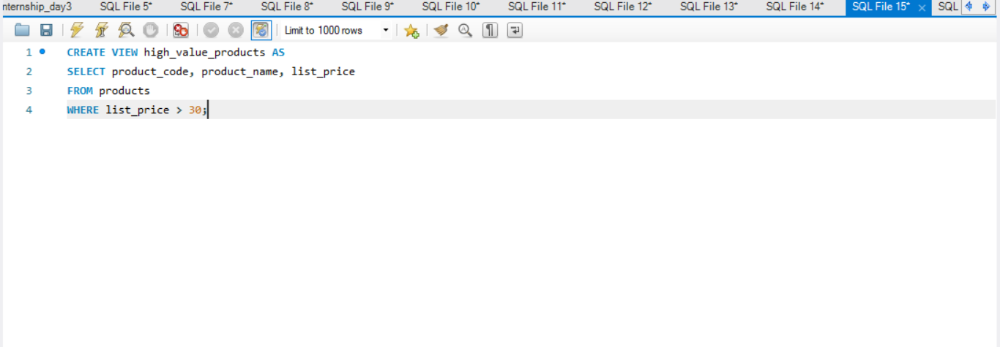 nternship_day3 SQL File 5* SQL File 7* SQL File 8* SQL File 9* SQL File 10* SQL File 11* SQL File 12* SQL File 13* SQL File 14* SQL File 15* SQL
Limit to 1000 rows
1 CREATE VIEW high_value_products AS
2 SELECT product_code, product_name, list_price
3 FROM products
4 WHERE list_price > 30;